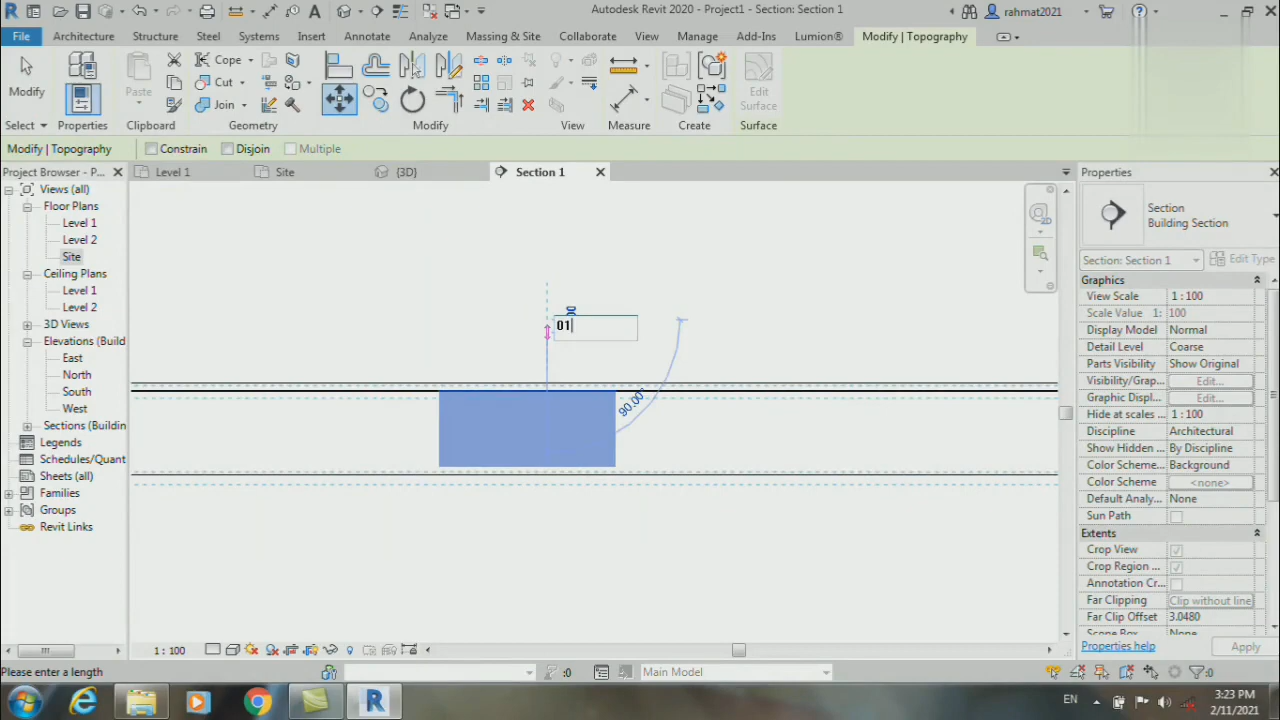 Autodesk Revit 2020 - Project1 - Section: Section 1
rahmat2021
File
Architecture
Structure
Steel
Systems
Insert
Annotate
Analyze
Massing & Site
Collaborate
View
Manage
Add-Ins
Lumion®
Modify | Topography
Modify
Paste
Cope
Cut
Join
Edit
Surface
Select
Properties
Clipboard
Geometry
Modify
View
Measure
Create
Surface
Modify | Topography
Constrain
Disjoin
Multiple
Project Browser - P...
Level 1
Site
{3D}
Section 1
Properties
Views (all)
Floor Plans
Level 1
Level 2
Site
Ceiling Plans
Level 1
Level 2
3D Views
Elevations (Buildin
East
North
South
West
Sections (Buildin
Legends
Schedules/Quant
Sheets (all)
Families
Groups
Revit Links
01
90.00°
2D
Section
Building Section
Section: Section 1
Edit Type
Graphics
View Scale 1 : 100
Scale Value 1: 100
Display Model Normal
Detail Level Coarse
Parts Visibility Show Original
Visibility/Grap... Edit...
Graphic Displ... Edit...
Hide at scales ... 1 : 100
Discipline Architectural
Show Hidden ... By Discipline
Color Scheme... Background
Color Scheme <none>
Default Analy... None
Sun Path
Extents
Crop View
Crop Region ...
Annotation Cr...
Far Clipping Clip without line
Far Clip Offset 3.0480
Scope Box None
Properties help
Apply
1 : 100
Please enter a length
:0
Main Model
:0
EN
3:23 PM
2/11/2021